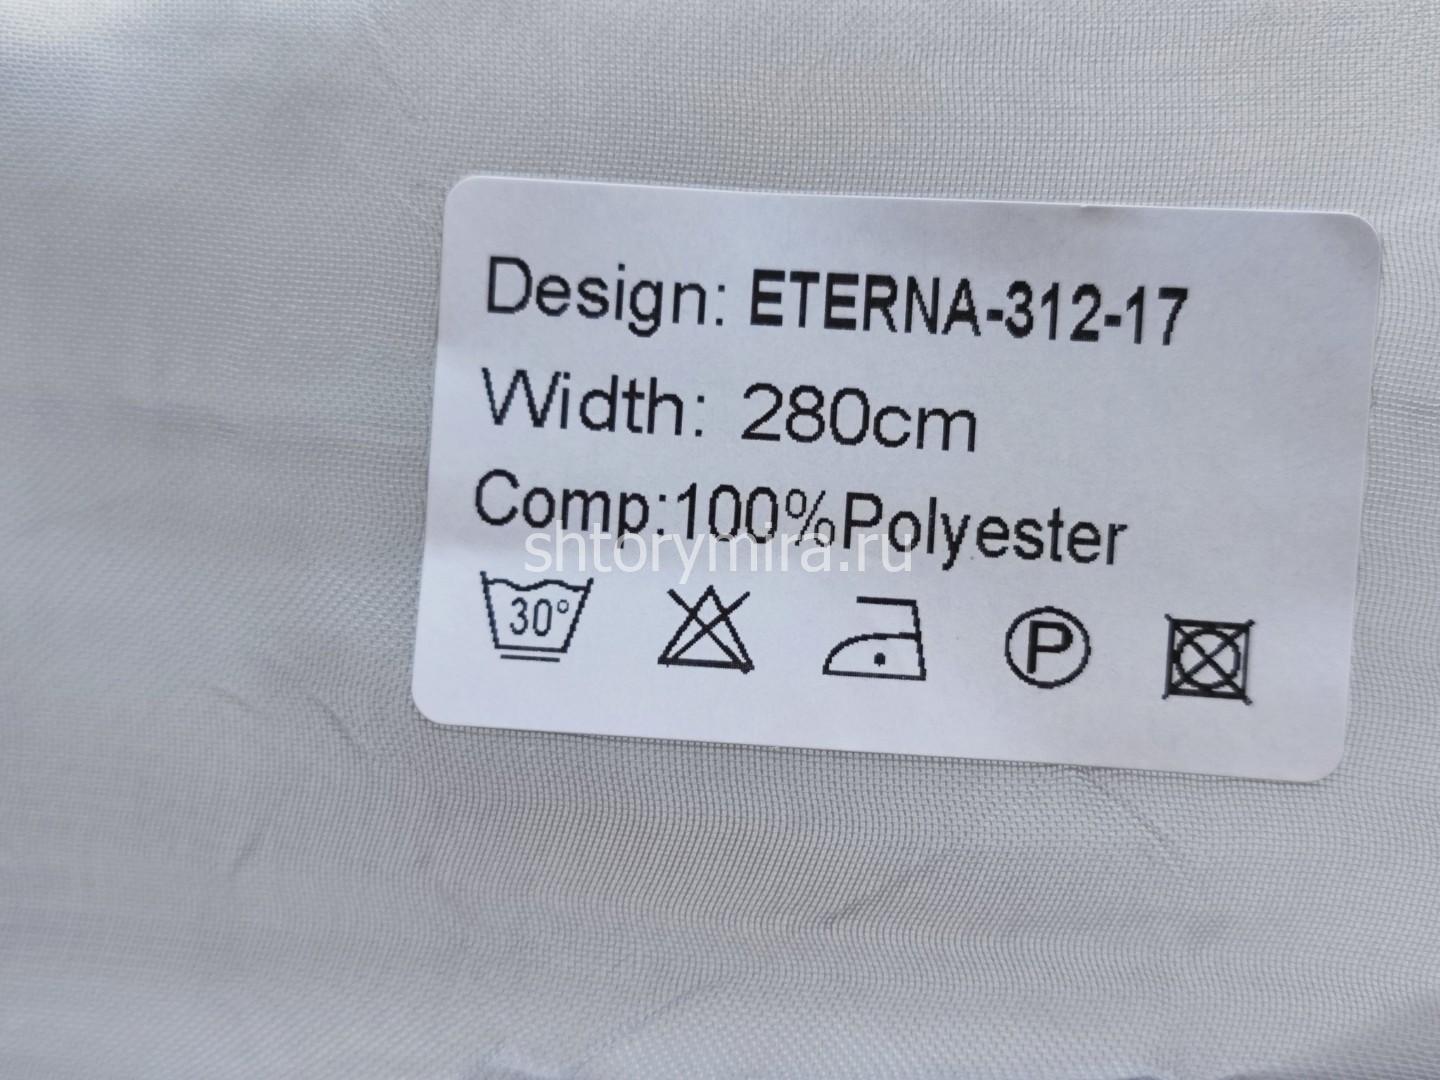 Design: ETERNA-312-17
Width: 280cm
Comp:100%Polyester
shtorymira.ru
30° P